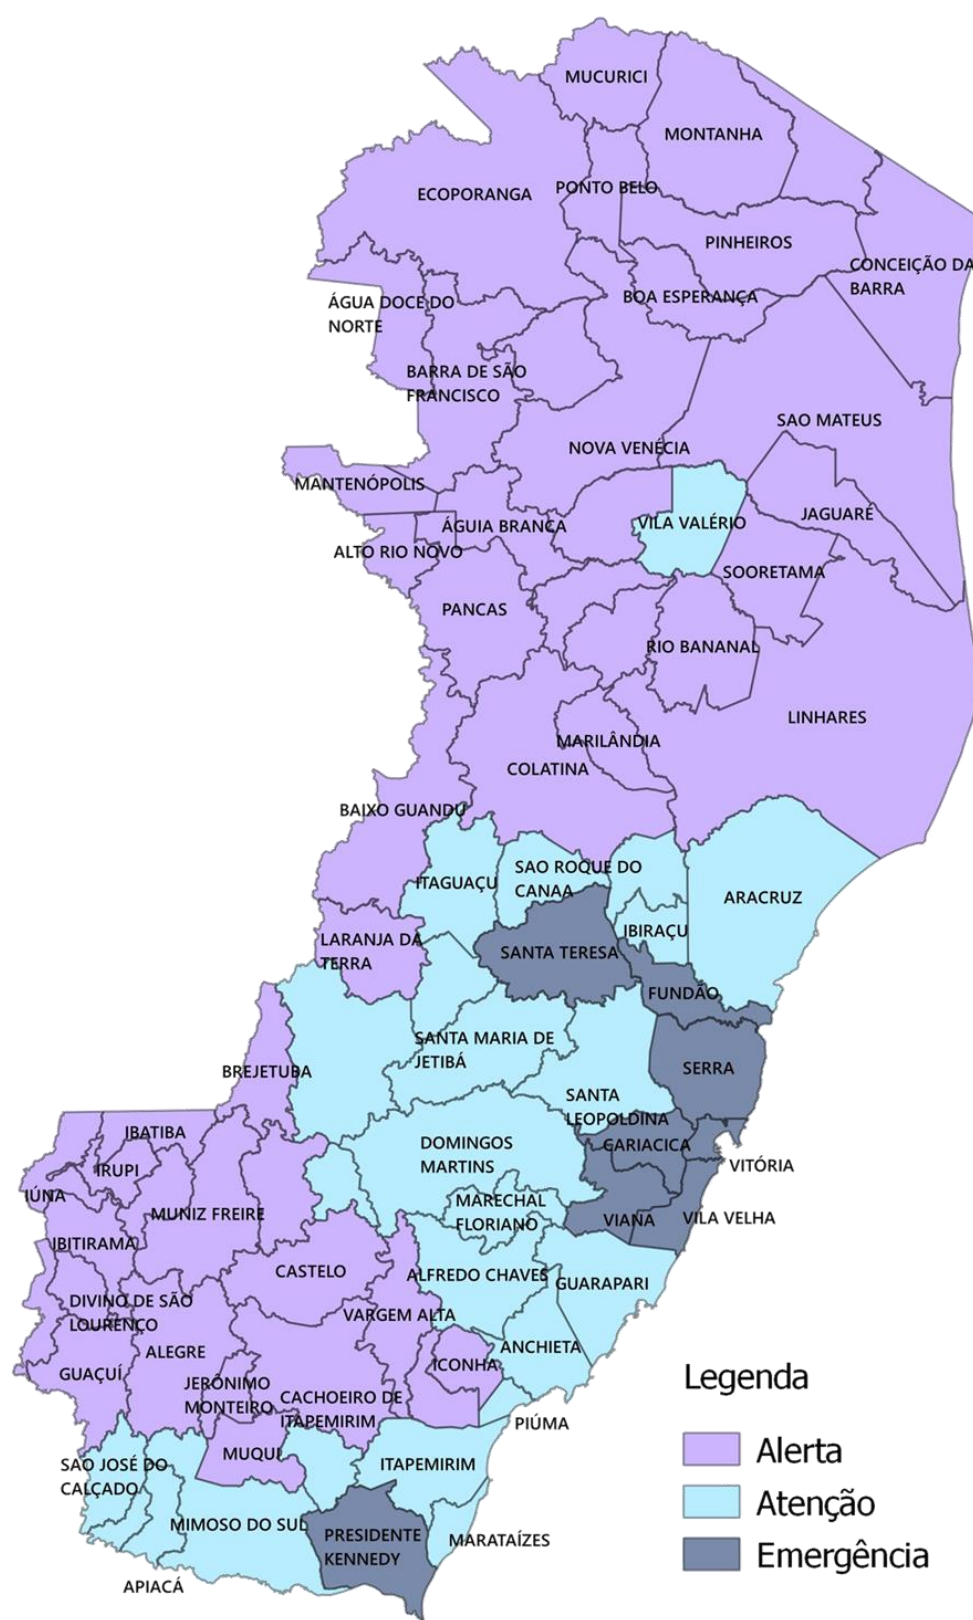 MUCURICI
MONTANHA
PONTO BELO
ECOPORANGA
PINHEIROS
CONCEIÇÃO DA
BARRA
BOA ESPERANÇA
ÁGUA DOCE DO
NORTE
BARRA DE SÃO
FRANCISCO
SAO MATEUS
NOVA VENÉCIA
MANTENÓPOLIS
JAGUARÉ
VILA VALÉRIO
ÁGUIA BRANCA
ALTO RIO NOVO
SOORETAMA
PANCAS
RIO BANANAL
LINHARES
MARILÂNDIA
COLATINA
BAIXO GUANDU
SAO ROQUE DO
CANAA
ITAGUAÇU
ARACRUZ
IBIRAÇU
LARANJA DA
TERRA
SANTA TERESA
FUNDÃO
SANTA MARIA DE
JETIBÁ
SERRA
BREJETUBA
SANTA
LEOPOLDINA
IBATIBA
DOMINGOS
MARTINS
CARIACICA
VITÓRIA
IRUPI
IÚNA
MARECHAL
FLORIANO
MUNIZ FREIRE
VIANA
VILA VELHA
IBITIRAMA
CASTELO
ALFREDO CHAVES
GUARAPARI
DIVINO DE SÃO
LOURENÇO
VARGEM ALTA
ALEGRE
ANCHIETA
ICONHA
GUAÇUÍ
JERÔNIMO
MONTEIRO
CACHOEIRO DE
ITAPEMIRIM
PIÚMA
MUQUI
SAO JOSÉ DO
CALÇADO
ITAPEMIRIM
MIMOSO DO SUL
PRESIDENTE
KENNEDY
MARATAÍZES
APIACÁ
Legenda
Alerta
Atenção
Emergência